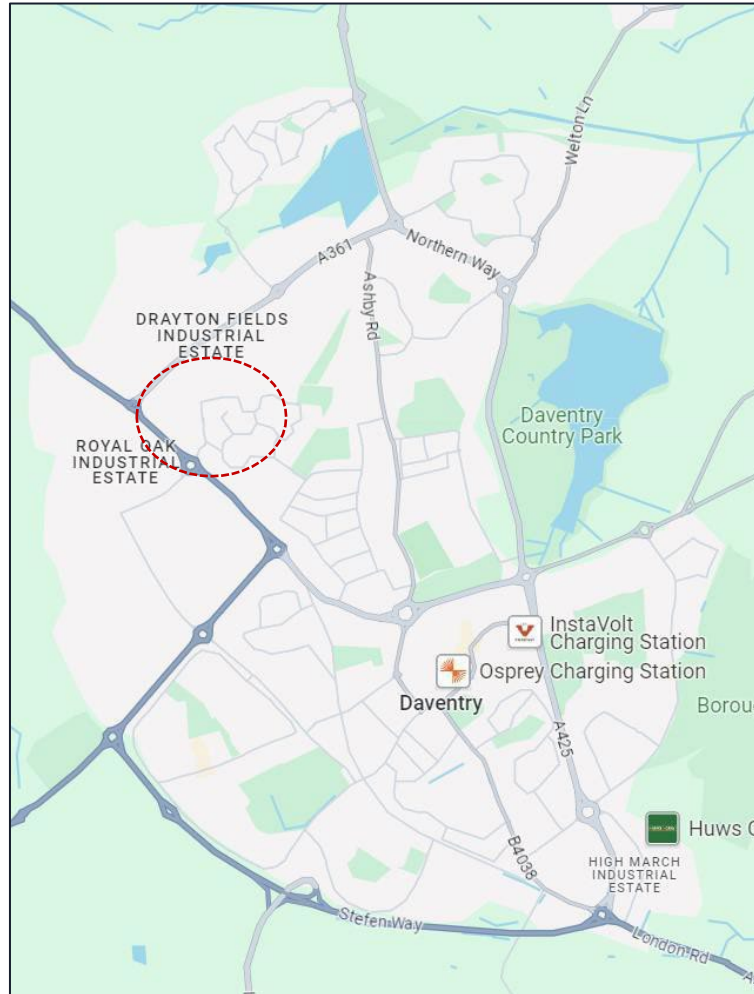 Welton Ln
A361
Northern Way
Ashby Rd
DRAYTON FIELDS
INDUSTRIAL
ESTATE
Daventry
Country Park
ROYAL OAK
INDUSTRIAL
ESTATE
InstaVolt
Charging Station
Osprey Charging Station
Daventry
Borou
A425
Huws
B4038
HIGH MARCH
INDUSTRIAL
ESTATE
Stefen Way
London Rd
A